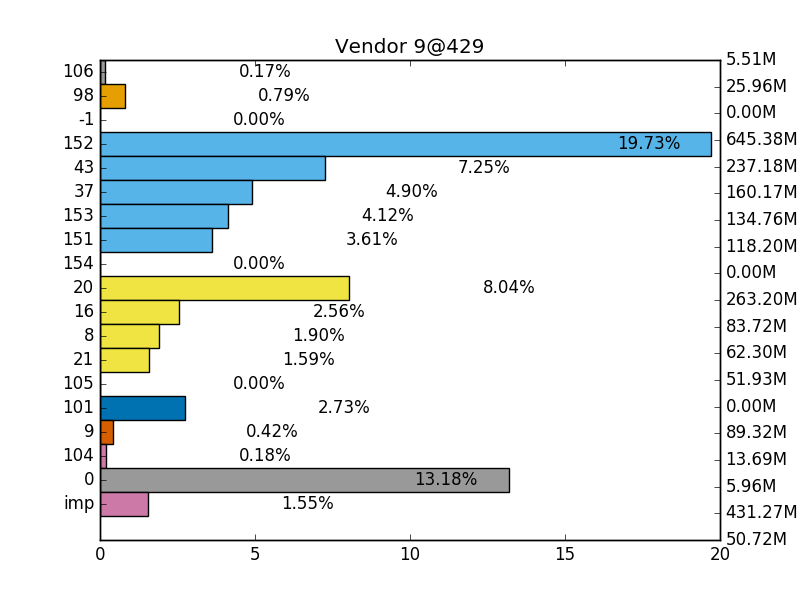 Vendor 9@429
5.51M
106 0.17%
25.96M
98 0.79%
0.00M
-1 0.00%
645.38M
152 19.73%
237.18M
43 7.25%
160.17M
37 4.90%
134.76M
153 4.12%
118.20M
151 3.61%
0.00M
154 0.00%
263.20M
20 8.04%
83.72M
16 2.56%
62.30M
8 1.90%
51.93M
21 1.59%
0.00M
105 0.00%
89.32M
101 2.73%
13.69M
9 0.42%
5.96M
104 0.18%
431.27M
0 13.18%
50.72M
imp 1.55%
0 5 10 15 20